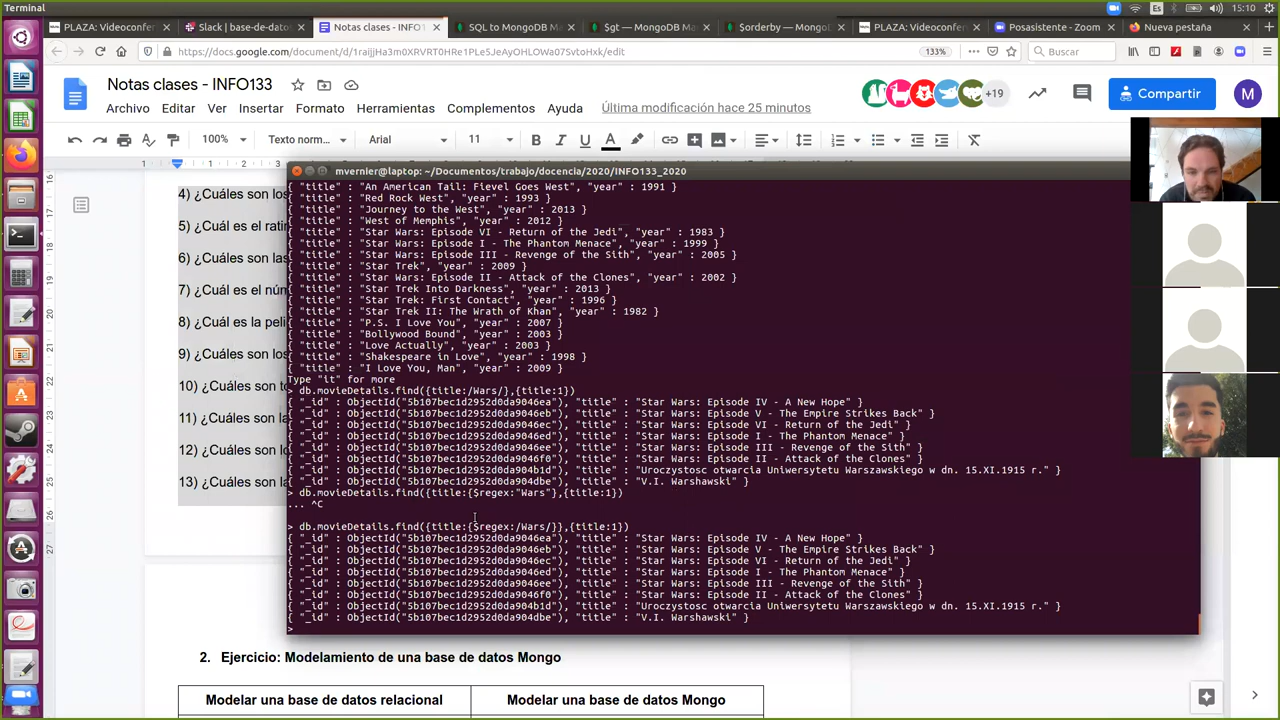 Terminal
Es
15:10
PLAZA: Videoconfer
Slack | base-de-datos
Notas clases - INFO1
SQL to MongoDB Ma
$gt — MongoDB Ma
$orderby — MongoD
PLAZA: Videoconfer
Posasistente - Zoom
Nueva pestaña
https://docs.google.com/document/d/1raijjHa3m0XRVRT0HRe1PLe5JeAyOHLOWa07SvtoHxk/edit
133%
Buscar
Notas clases - INFO133
Archivo
Editar
Ver
Insertar
Formato
Herramientas
Complementos
Ayuda
Última modificación hace 25 minutos
+19
Compartir
M
100%
Texto norm...
Arial
11
mvernier@laptop: ~/Documentos/trabajo/docencia/2020/INFO133_2020
4) ¿Cuáles son los
5) ¿Cuáles el ratin
6) ¿Cuáles son las
7) ¿Cuál es el núm
8) ¿Cuál es la pelí
9) ¿Cuáles son los
10) ¿Cuáles son t
11) ¿Cuáles son la
12) ¿Cuáles son lo
13) ¿Cuáles son la
{ "title" : "An American Tail: Fievel Goes West", "year" : 1991 }
{ "title" : "Red Rock West", "year" : 1993 }
{ "title" : "Journey to the West", "year" : 2013 }
{ "title" : "West of Memphis", "year" : 2012 }
{ "title" : "Star Wars: Episode VI - Return of the Jedi", "year" : 1983 }
{ "title" : "Star Wars: Episode I - The Phantom Menace", "year" : 1999 }
{ "title" : "Star Wars: Episode III - Revenge of the Sith", "year" : 2005 }
{ "title" : "Star Trek", "year" : 2009 }
{ "title" : "Star Wars: Episode II - Attack of the Clones", "year" : 2002 }
{ "title" : "Star Trek Into Darkness", "year" : 2013 }
{ "title" : "Star Trek: First Contact", "year" : 1996 }
{ "title" : "Star Trek II: The Wrath of Khan", "year" : 1982 }
{ "title" : "P.S. I Love You", "year" : 2007 }
{ "title" : "Bollywood Bound", "year" : 2003 }
{ "title" : "Love Actually", "year" : 2003 }
{ "title" : "Shakespeare in Love", "year" : 1998 }
{ "title" : "I Love You, Man", "year" : 2009 }
Type "it" for more
> db.movieDetails.find({title:/Wars/},{title:1})
{ "_id" : ObjectId("5b107bec1d2952d0da9046ea"), "title" : "Star Wars: Episode IV - A New Hope" }
{ "_id" : ObjectId("5b107bec1d2952d0da9046eb"), "title" : "Star Wars: Episode V - The Empire Strikes Back" }
{ "_id" : ObjectId("5b107bec1d2952d0da9046ec"), "title" : "Star Wars: Episode VI - Return of the Jedi" }
{ "_id" : ObjectId("5b107bec1d2952d0da9046ed"), "title" : "Star Wars: Episode I - The Phantom Menace" }
{ "_id" : ObjectId("5b107bec1d2952d0da9046ee"), "title" : "Star Wars: Episode III - Revenge of the Sith" }
{ "_id" : ObjectId("5b107bec1d2952d0da9046f0"), "title" : "Star Wars: Episode II - Attack of the Clones" }
{ "_id" : ObjectId("5b107bec1d2952d0da904b1d"), "title" : "Uroczystosc otwarcia Uniwersytetu Warszawskiego w dn. 15.XI.1915 r." }
{ "_id" : ObjectId("5b107bec1d2952d0da904dbe"), "title" : "V.I. Warshawski" }
> db.movieDetails.find({title:{$regex:"Wars"},{title:1})
... ^C
> db.movieDetails.find({title:{$regex:/Wars/}},{title:1})
{ "_id" : ObjectId("5b107bec1d2952d0da9046ea"), "title" : "Star Wars: Episode IV - A New Hope" }
{ "_id" : ObjectId("5b107bec1d2952d0da9046eb"), "title" : "Star Wars: Episode V - The Empire Strikes Back" }
{ "_id" : ObjectId("5b107bec1d2952d0da9046ec"), "title" : "Star Wars: Episode VI - Return of the Jedi" }
{ "_id" : ObjectId("5b107bec1d2952d0da9046ed"), "title" : "Star Wars: Episode I - The Phantom Menace" }
{ "_id" : ObjectId("5b107bec1d2952d0da9046ee"), "title" : "Star Wars: Episode III - Revenge of the Sith" }
{ "_id" : ObjectId("5b107bec1d2952d0da9046f0"), "title" : "Star Wars: Episode II - Attack of the Clones" }
{ "_id" : ObjectId("5b107bec1d2952d0da904b1d"), "title" : "Uroczystosc otwarcia Uniwersytetu Warszawskiego w dn. 15.XI.1915 r." }
{ "_id" : ObjectId("5b107bec1d2952d0da904dbe"), "title" : "V.I. Warshawski" }
2. Ejercicio: Modelamiento de una base de datos Mongo
Modelar una base de datos relacional
Modelar una base de datos Mongo